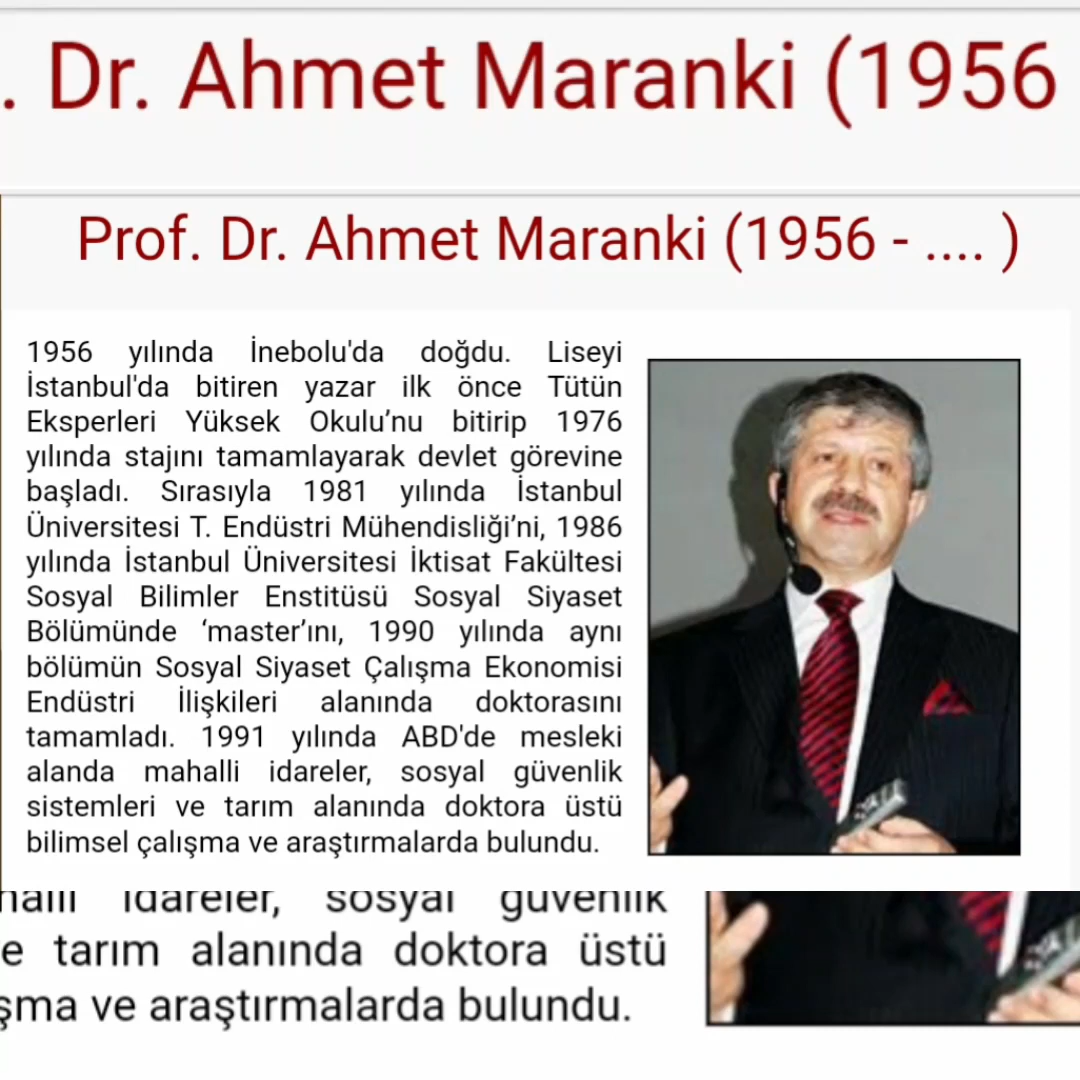 . Dr. Ahmet Maranki (1956
Prof. Dr. Ahmet Maranki (1956 - .... )
1956 yılında İnebolu'da doğdu. Liseyi
İstanbul'da bitiren yazar ilk önce Tütün
Eksperleri Yüksek Okulu’nu bitirip 1976
yılında stajını tamamlayarak devlet görevine
başladı. Sırasıyla 1981 yılında İstanbul
Üniversitesi T. Endüstri Mühendisliği’ni, 1986
yılında İstanbul Üniversitesi İktisat Fakültesi
Sosyal Bilimler Enstitüsü Sosyal Siyaset
Bölümünde ‘master’ını, 1990 yılında aynı
bölümün Sosyal Siyaset Çalışma Ekonomisi
Endüstri İlişkileri alanında doktorasını
tamamladı. 1991 yılında ABD'de mesleki
alanda mahalli idareler, sosyal güvenlik
sistemleri ve tarım alanında doktora üstü
bilimsel çalışma ve araştırmalarda bulundu.
halli idareler, sosyal güvenlik
e tarım alanında doktora üstü
şma ve araştırmalarda bulundu.